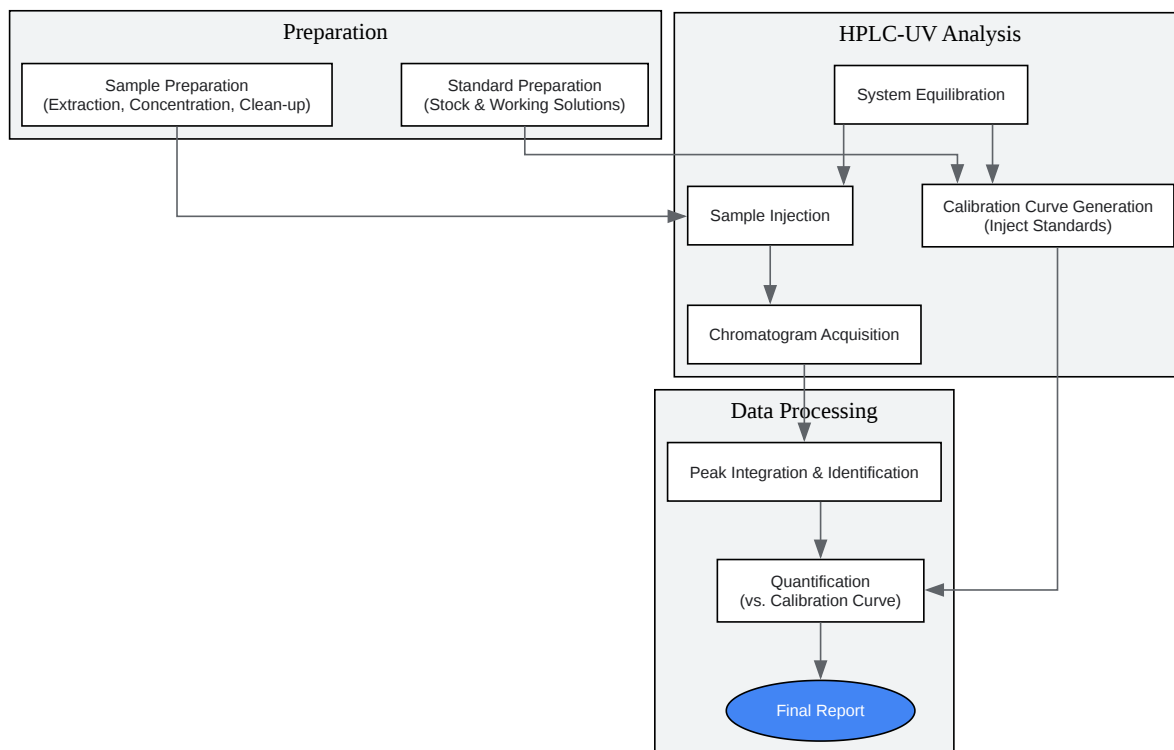 Preparation
Sample Preparation
(Extraction, Concentration, Clean-up)
Standard Preparation
(Stock & Working Solutions)
HPLC-UV Analysis
System Equilibration
Sample Injection
Calibration Curve Generation
(Inject Standards)
Chromatogram Acquisition
Data Processing
Peak Integration & Identification
Quantification
(vs. Calibration Curve)
Final Report